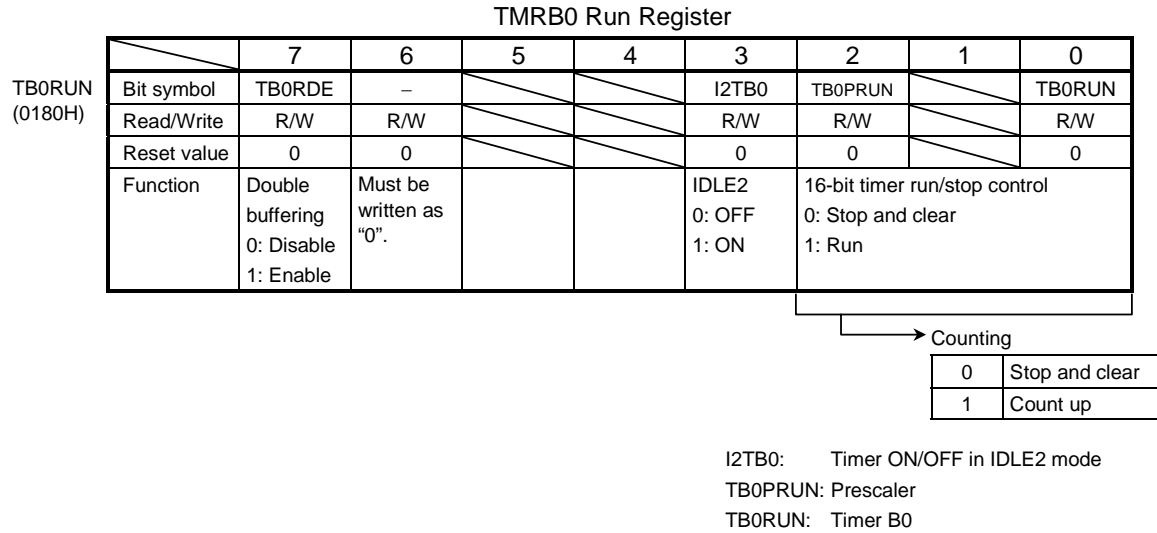 TMRB0 Run Register
7 6 5 4 3 2 1 0
TB0RUN
(0180H)
Bit symbol TB0RDE − I2TB0 TB0PRUN TB0RUN
Read/Write R/W R/W R/W R/W R/W
Reset value 0 0 0 0 0
Function
Double
buffering
0: Disable
1: Enable
Must be
written as
“0”.
IDLE2
0: OFF
1: ON
16-bit timer run/stop control
0: Stop and clear
1: Run
Counting
0 Stop and clear
1 Count up
I2TB0: Timer ON/OFF in IDLE2 mode
TB0PRUN: Prescaler
TB0RUN: Timer B0